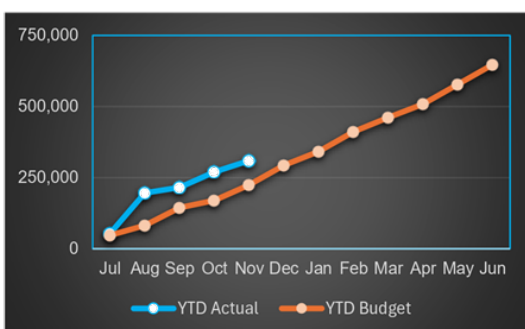 750,000
500,000
250,000
0
Jul Aug Sep Oct Nov Dec Jan Feb Mar Apr May Jun
YTD Actual YTD Budget